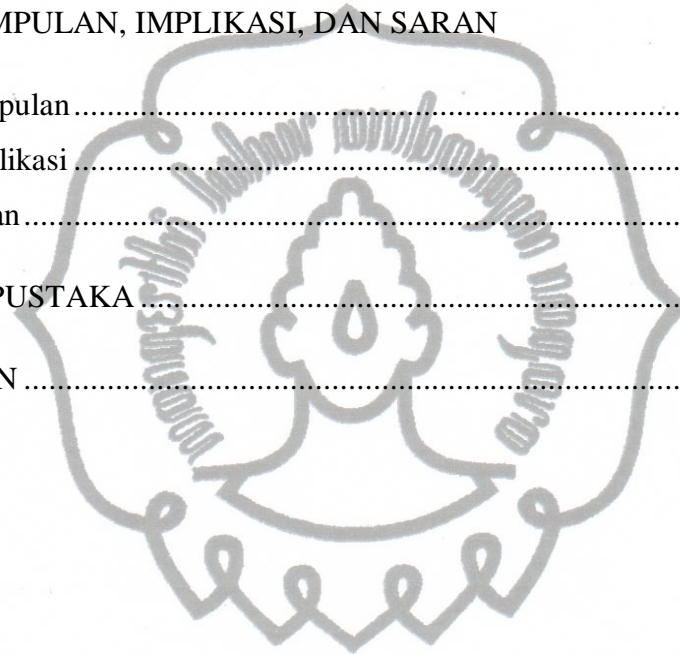 MPULAN, IMPLIKASI, DAN SARAN
pulan................................................................................
likasi................................................................................
an.........................................................................................
PUSTAKA........................................................................
N.........................................................................................